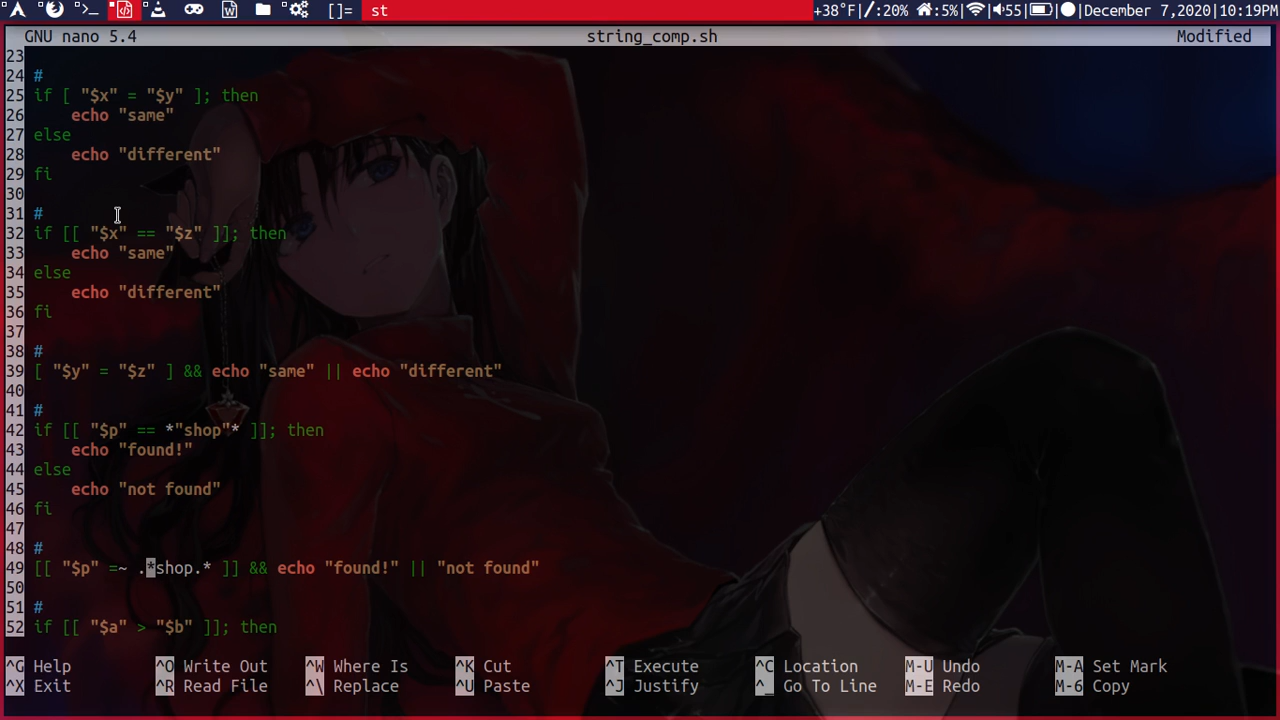 []= st +38°F|/:20% :5%| 55| | |December 7,2020|10:19PM
GNU nano 5.4 string_comp.sh Modified
23
24 #
25 if [ "$x" = "$y" ]; then
26 echo "same"
27 else
28 echo "different"
29 fi
30
31 #
32 if [[ "$x" == "$z" ]]; then
33 echo "same"
34 else
35 echo "different"
36 fi
37
38 #
39 [ "$y" = "$z" ] && echo "same" || echo "different"
40
41 #
42 if [[ "$p" == *"shop"* ]]; then
43 echo "found!"
44 else
45 echo "not found"
46 fi
47
48 #
49 [[ "$p" =~ .*shop.* ]] && echo "found!" || "not found"
50
51 #
52 if [[ "$a" > "$b" ]]; then
^G Help ^O Write Out ^W Where Is ^K Cut ^T Execute ^C Location M-U Undo M-A Set Mark
^X Exit ^R Read File ^\ Replace ^U Paste ^J Justify ^_ Go To Line M-E Redo M-6 Copy